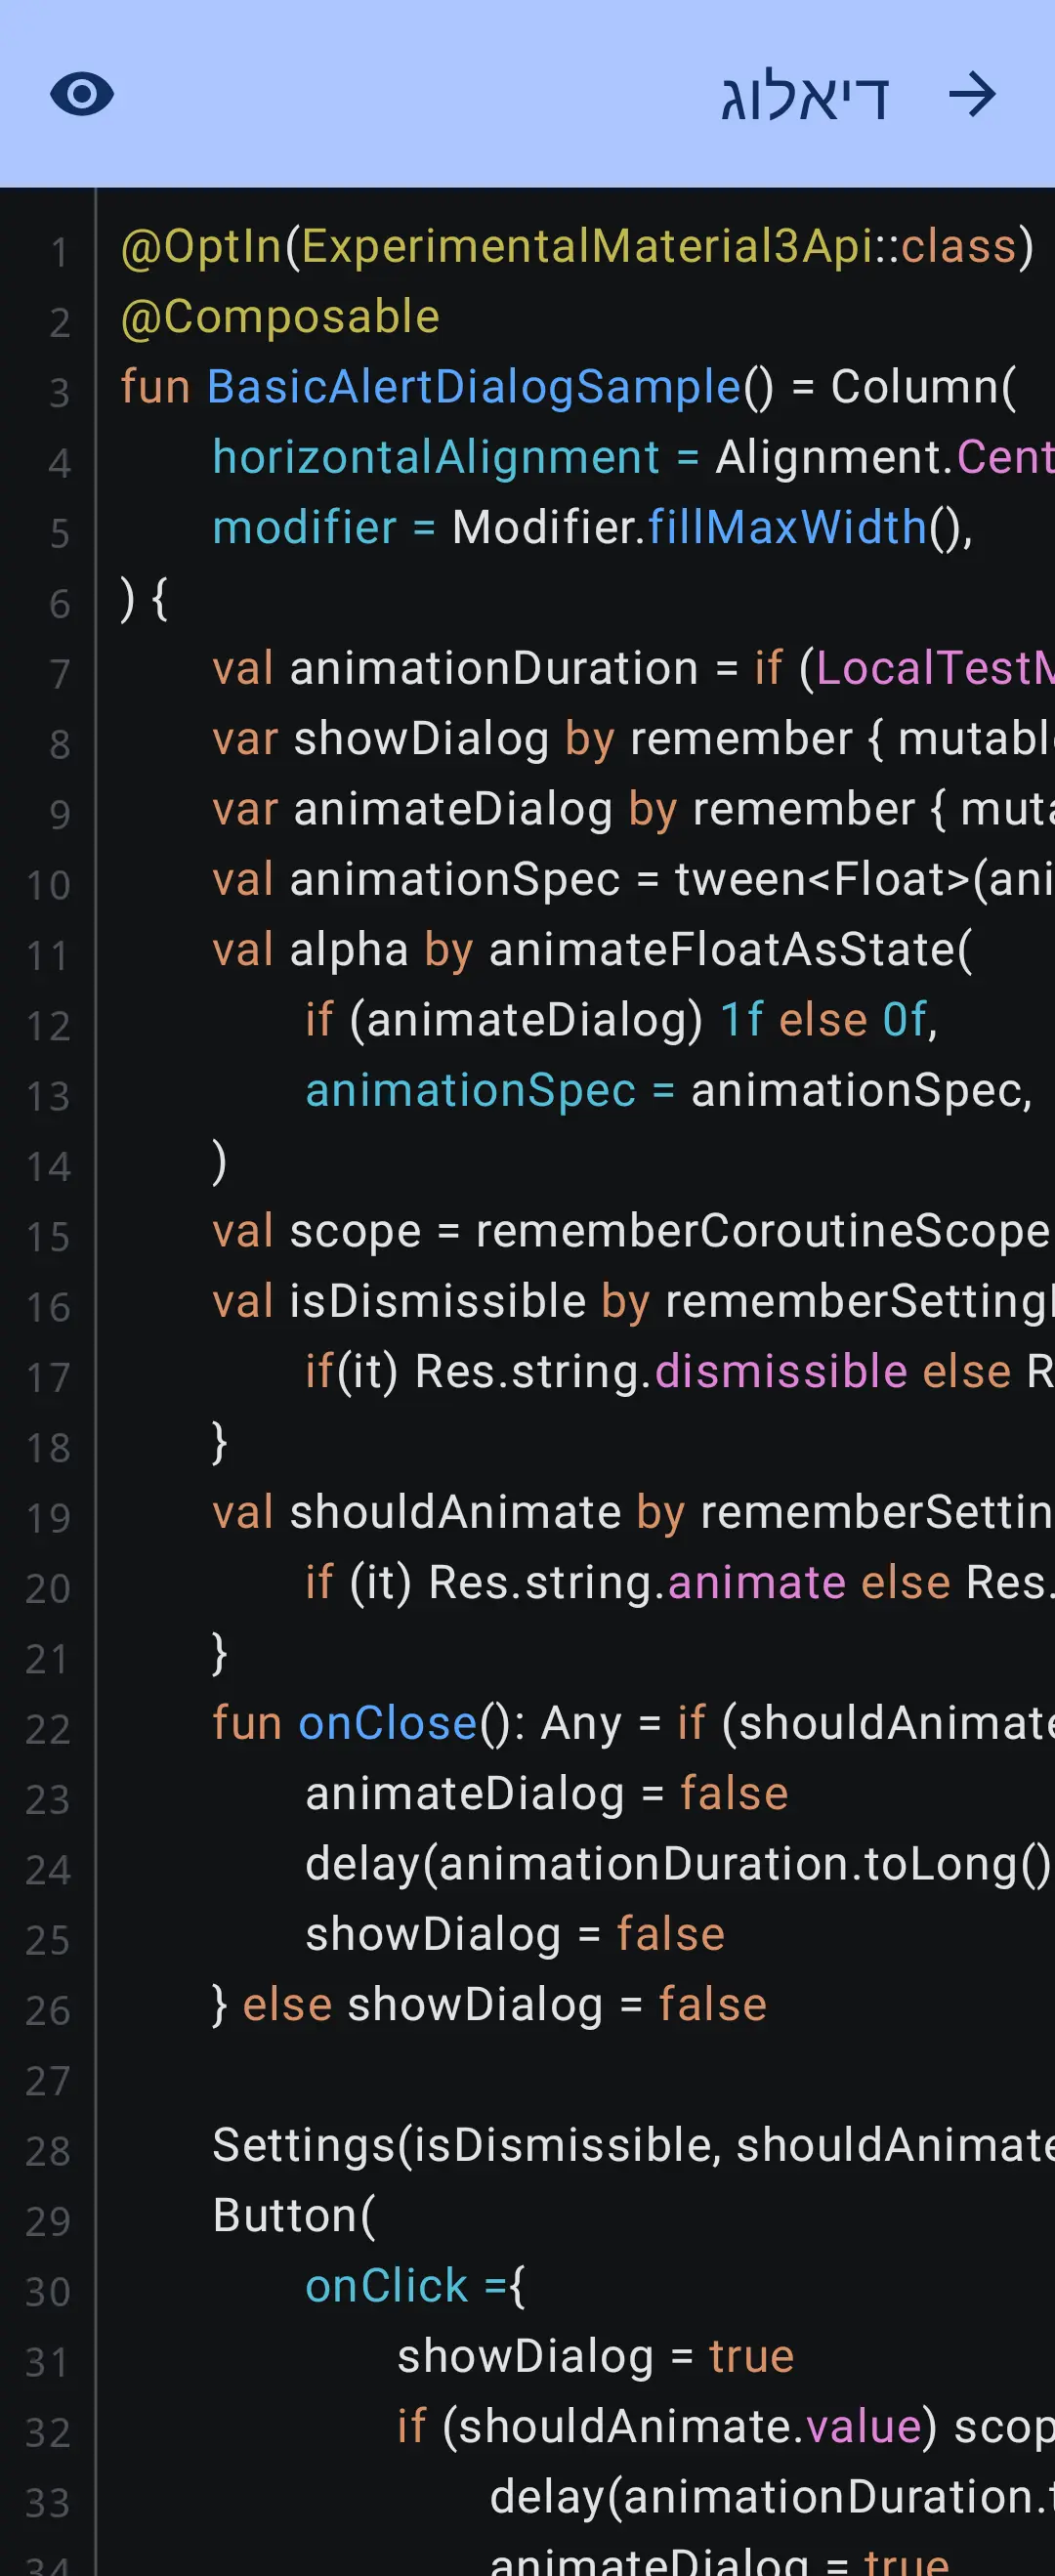 דיאלוג
1 @OptIn(ExperimentalMaterial3Api::class)
2 @Composable
3 fun BasicAlertDialogSample() = Column(
4 horizontalAlignment = Alignment.Cent
5 modifier = Modifier.fillMaxWidth(),
6 ) {
7 val animationDuration = if (LocalTestM
8 var showDialog by remember { mutabl
9 var animateDialog by remember { muta
10 val animationSpec = tween<Float>(ani
11 val alpha by animateFloatAsState(
12 if (animateDialog) 1f else 0f,
13 animationSpec = animationSpec,
14 )
15 val scope = rememberCoroutineScope
16 val isDismissible by rememberSetting
17 if(it) Res.string.dismissible else R
18 }
19 val shouldAnimate by rememberSettin
20 if (it) Res.string.animate else Res.
21 }
22 fun onClose(): Any = if (shouldAnimate
23 animateDialog = false
24 delay(animationDuration.toLong()
25 showDialog = false
26 } else showDialog = false
27
28 Settings(isDismissible, shouldAnimate
29 Button(
30 onClick ={
31 showDialog = true
32 if (shouldAnimate.value) scop
33 delay(animationDuration.t
34 animateDialog = true